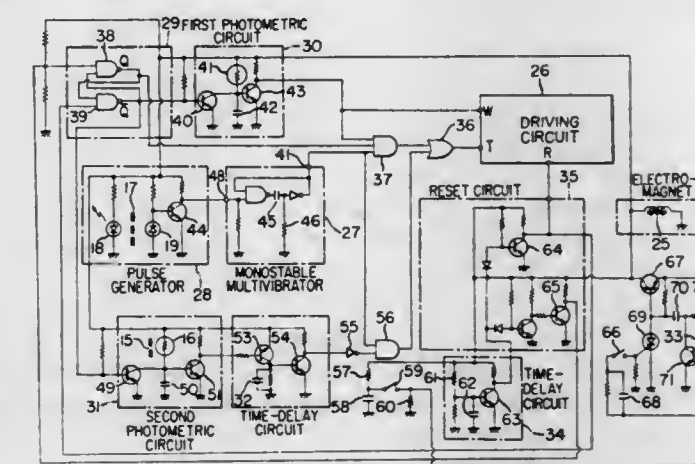 29 FIRST PHOTOMETRIC
CIRCUIT 30
38
Q
41
43
39
Q
40
42
26
36
W
T
DRIVING
CIRCUIT
R
37
41
RESET CIRCUIT
35
ELECTRO-
MAGNET
25
17
48
44
45
46
27
18
19
64
67
PULSE
GENERATOR
28
MONOSTABLE
MULTIVIBRATOR
65
69
70
66
33
71
68
15
16
53
54
55
56
57
59
61
62
TIME-
DELAY
CIRCUIT
49
50
51
32
58
60
63
34
31
SECOND
PHOTOMETRIC
CIRCUIT
TIME-DELAY
CIRCUIT